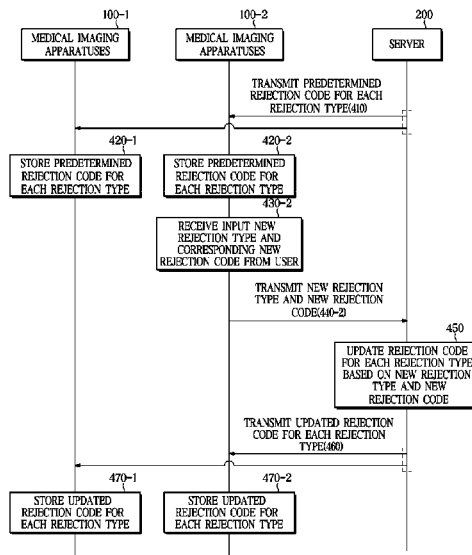 100-1
100-2
200
MEDICAL IMAGING
APPARATUSES
MEDICAL IMAGING
APPARATUSES
SERVER
TRANSMIT PREDETERMINED
REJECTION CODE FOR EACH
REJECTION TYPE(410)
420-1
420-2
STORE PREDETERMINED
REJECTION CODE FOR
EACH REJECTION TYPE
STORE PREDETERMINED
REJECTION CODE FOR
EACH REJECTION TYPE
430-2
RECEIVE INPUT NEW
REJECTION TYPE AND
CORRESPONDING NEW
REJECTION CODE FROM USER
TRANSMIT NEW REJECTION
TYPE AND NEW REJECTION
CODE(440-2)
450
UPDATE REJECTION CODE
FOR EACH REJECTION TYPE
BASED ON NEW REJECTION
TYPE AND NEW
REJECTION CODE
TRANSMIT UPDATED REJECTION
CODE FOR EACH REJECTION
TYPE(460)
470-1
470-2
STORE UPDATED
REJECTION CODE FOR
EACH REJECTION TYPE
STORE UPDATED
REJECTION CODE FOR
EACH REJECTION TYPE